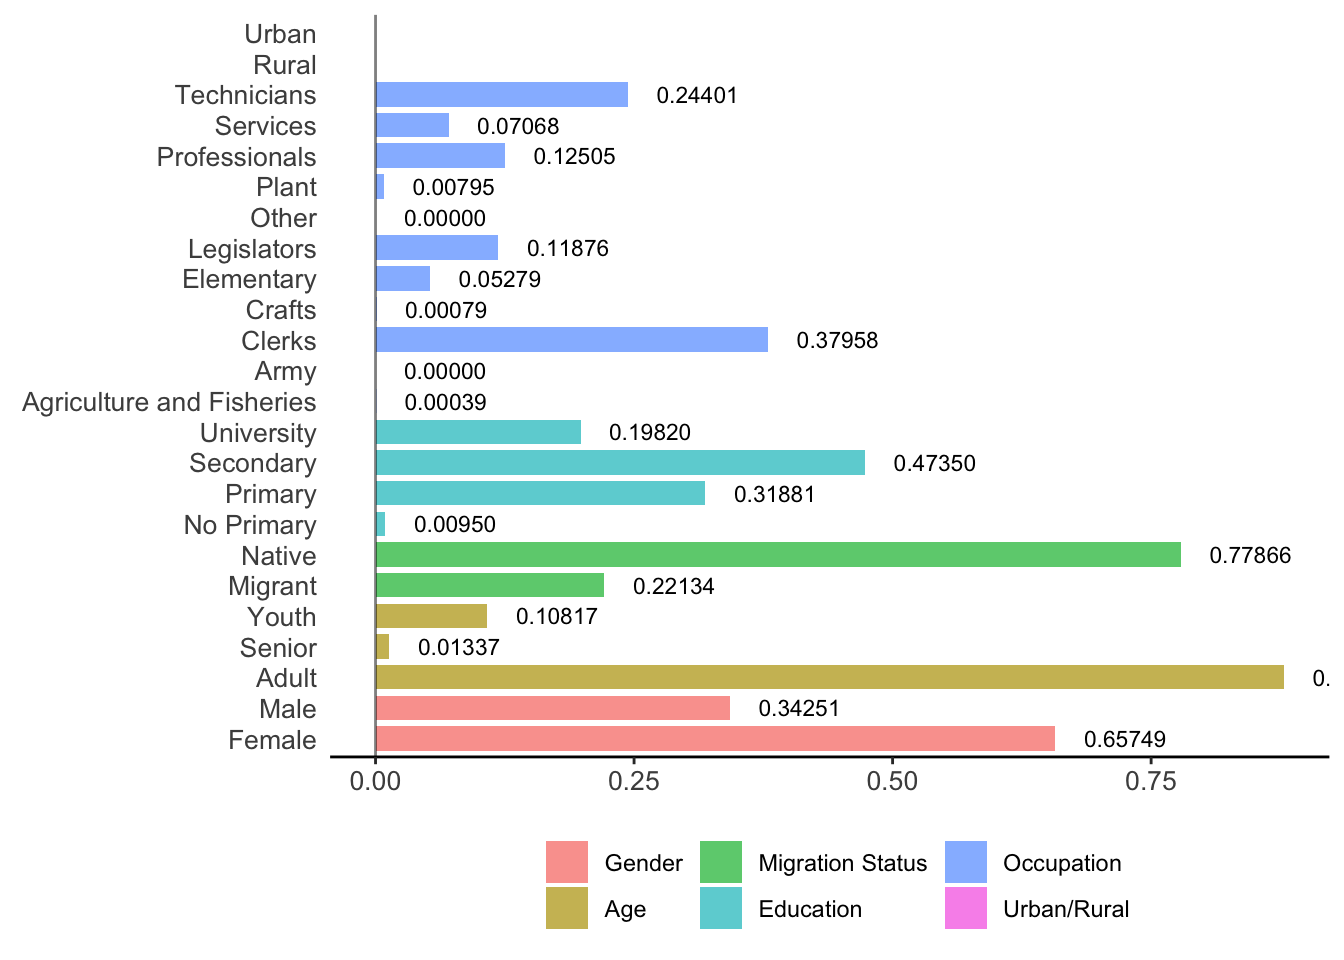 Urban
Rural
Technicians 0.24401
Services 0.07068
Professionals 0.12505
Plant 0.00795
Other 0.00000
Legislators 0.11876
Elementary 0.05279
Crafts 0.00079
Clerks 0.37958
Army 0.00000
Agriculture and Fisheries 0.00039
University 0.19820
Secondary 0.47350
Primary 0.31881
No Primary 0.00950
Native 0.77866
Migrant 0.22134
Youth 0.10817
Senior 0.01337
Adult 0.
Male 0.34251
Female 0.65749
0.00 0.25 0.50 0.75
Gender Migration Status Occupation
Age Education Urban/Rural